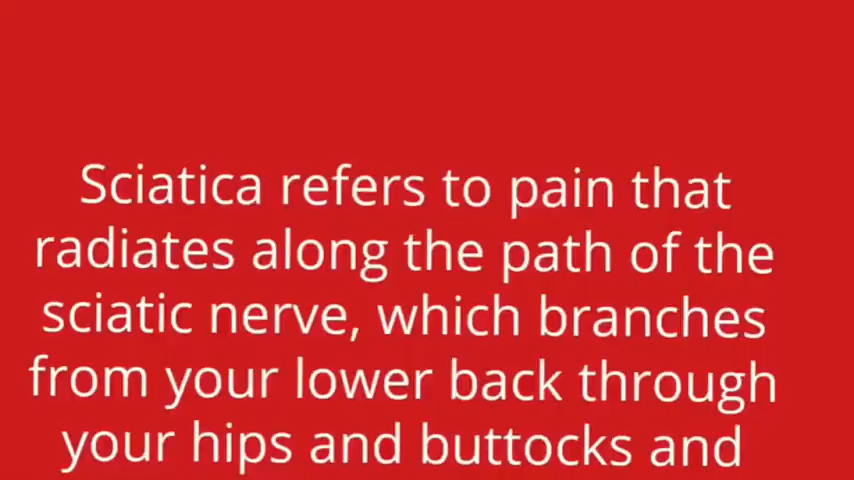 Sciatica refers to pain that
radiates along the path of the
sciatic nerve, which branches
from your lower back through
your hips and buttocks and